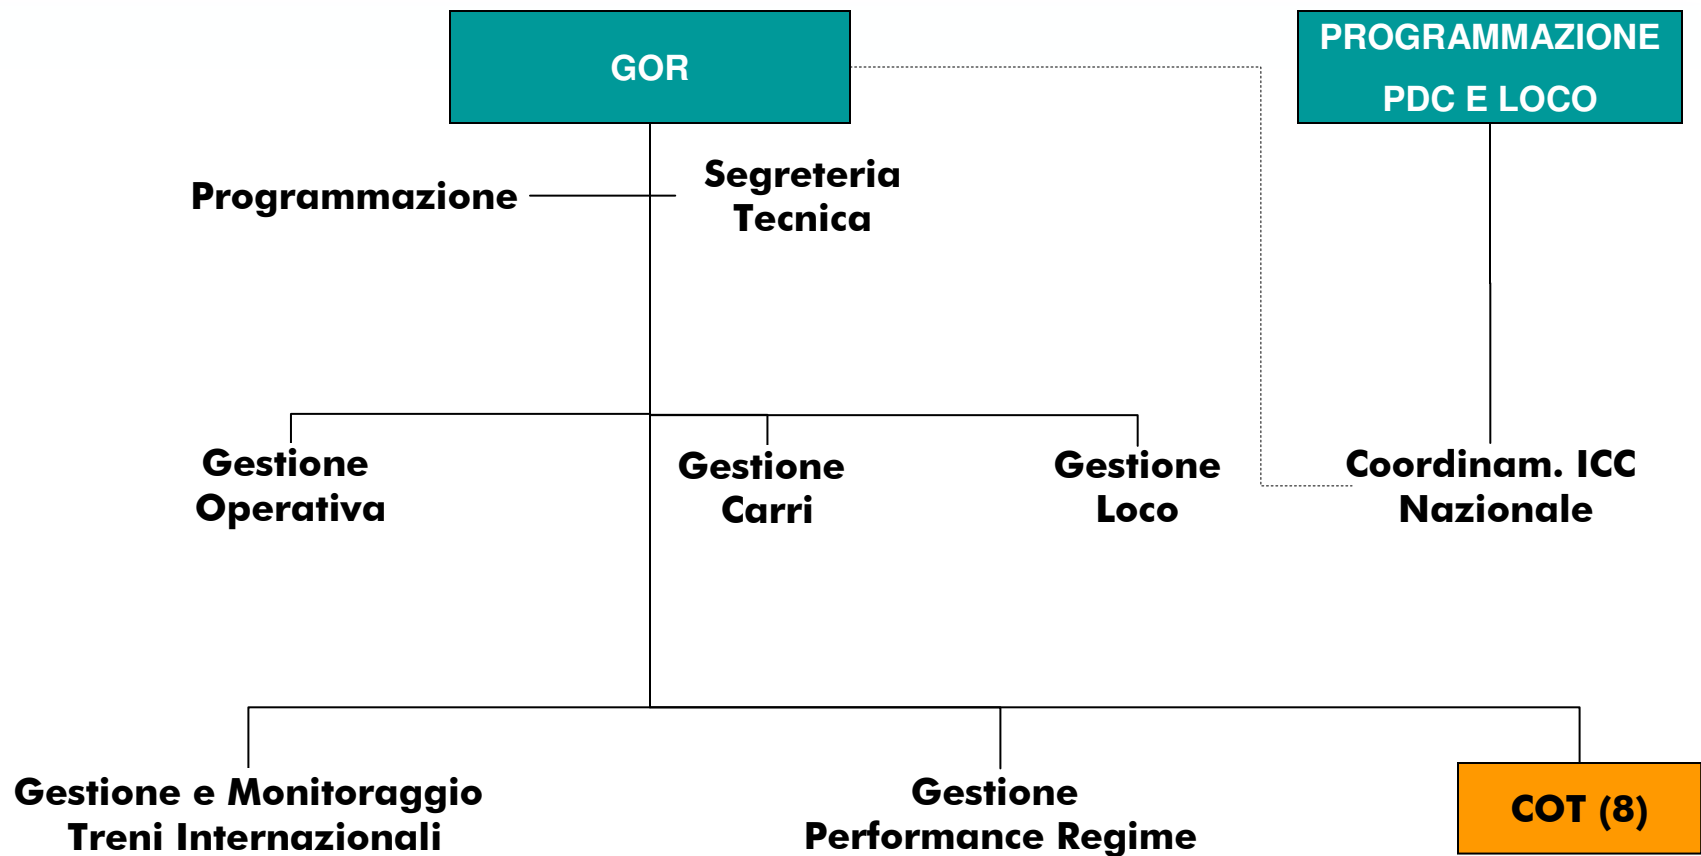 GOR
PROGRAMMAZIONE
PDC E LOCO
Programmazione
Segreteria
Tecnica
Gestione
Operativa
Gestione
Carri
Gestione
Loco
Coordinam. ICC
Nazionale
Gestione e Monitoraggio
Treni Internazionali
Gestione
Performance Regime
COT (8)